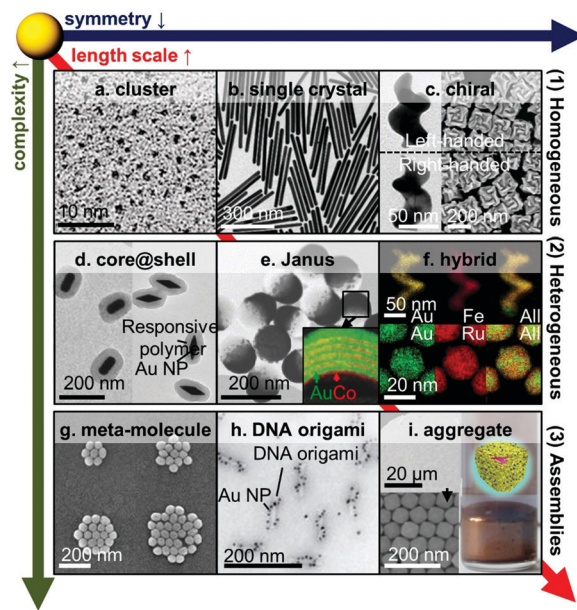 symmetry ↓
length scale ↑
complexity ↑
(1) Homogeneous
a. cluster
10 nm
b. single crystal
300 nm
c. chiral
Left-handed
Right-handed
50 nm
200 nm
(2) Heterogeneous
d. core@shell
Responsive
polymer
Au NP
200 nm
e. Janus
200 nm
AuCo
f. hybrid
50 nm
Au Fe All
Au Ru All
20 nm
(3) Assemblies
g. meta-molecule
200 nm
h. DNA origami
DNA origami
Au NP
200 nm
i. aggregate
20 μm
200 nm